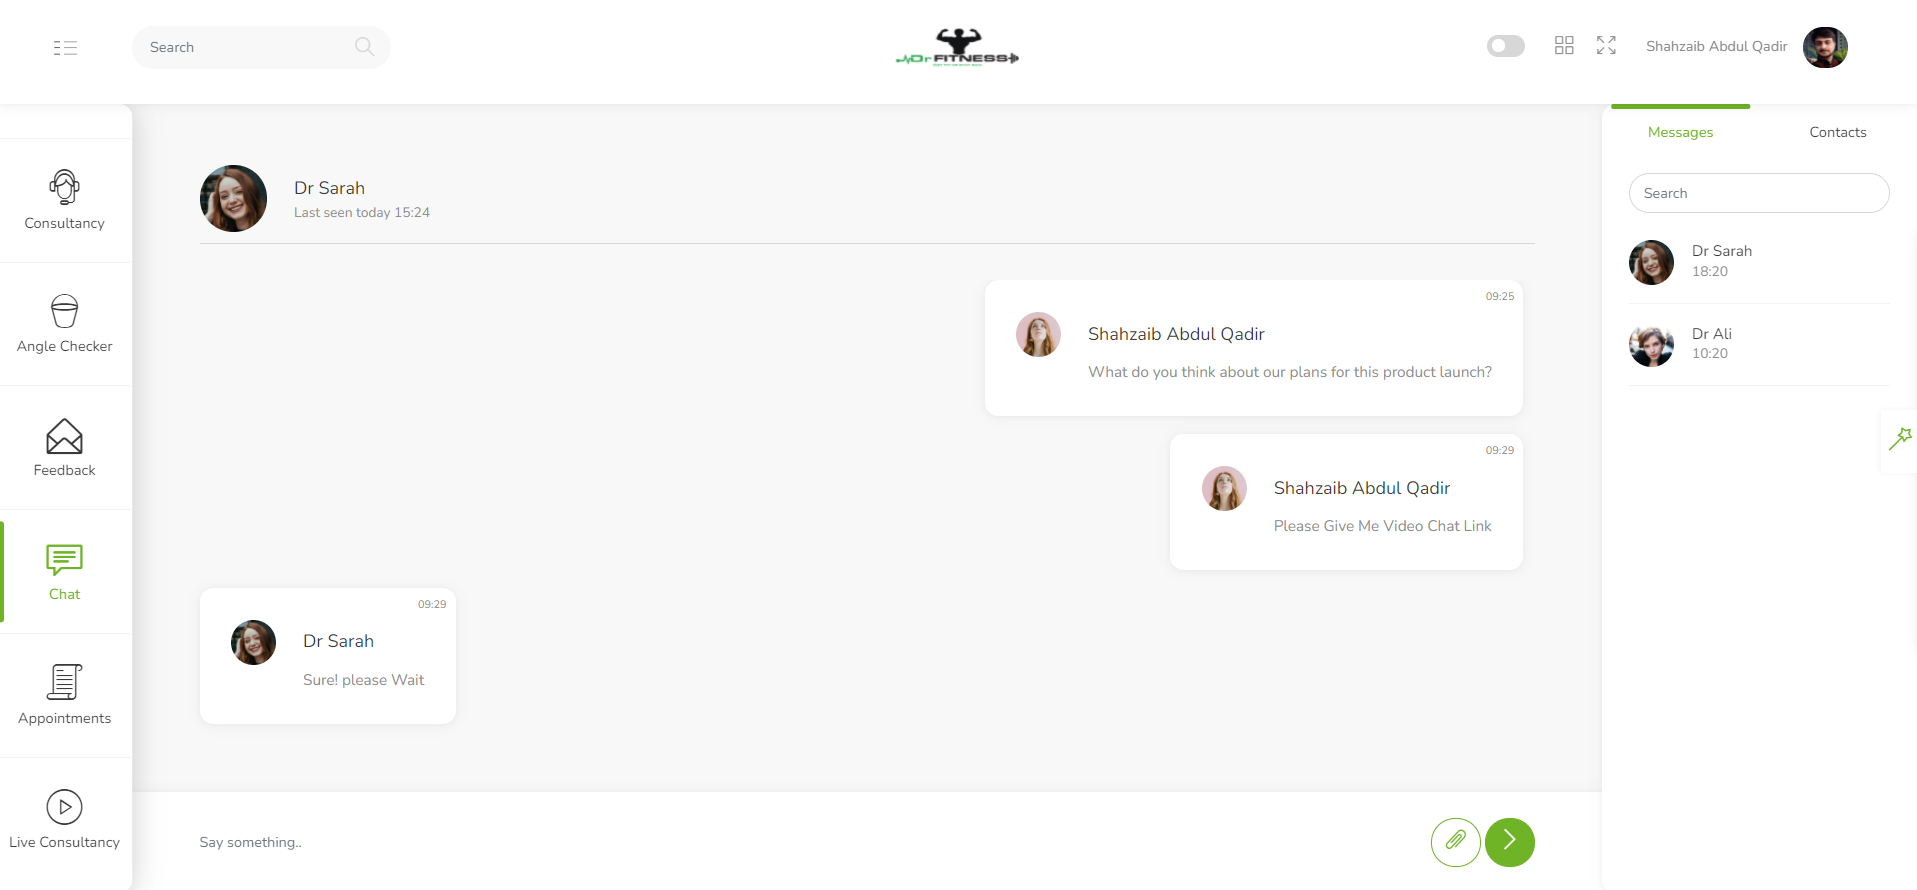 Search
Dr FITNESS
Shahzaib Abdul Qadir
Messages
Contacts
Search
Dr Sarah
18:20
Dr Ali
10:20
Consultancy
Angle Checker
Feedback
Chat
Appointments
Live Consultancy
Dr Sarah
Last seen today 15:24
09:25
Shahzaib Abdul Qadir
What do you think about our plans for this product launch?
09:29
Shahzaib Abdul Qadir
Please Give Me Video Chat Link
09:29
Dr Sarah
Sure! please Wait
Say something..